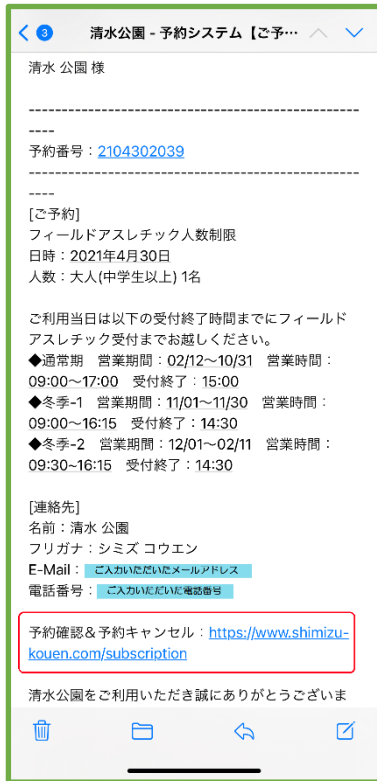 3
清水公園 - 予約システム【ご予…
清水 公園 様
--------------------------------------------------
----
予約番号：2104302039
--------------------------------------------------
----
[ご予約]
フィールドアスレチック人数制限
日時：2021年4月30日
人数：大人(中学生以上) 1名
ご利用当日は以下の受付終了時間までにフィールド
アスレチック受付までお越しください。
◆通常期　営業期間：02/12〜10/31　営業時間：
09:00〜17:00　受付終了：15:00
◆冬季-1　営業期間：11/01〜11/30　営業時間：
09:00〜16:15　受付終了：14:30
◆冬季-2　営業期間：12/01〜02/11　営業時間：
09:30~16:15　受付終了：14:30
[連絡先]
名前：清水 公園
フリガナ：シミズ コウエン
E-Mail： ご入力いただいたメールアドレス
電話番号： ご入力いただいた電話番号
予約確認＆予約キャンセル：https://www.shimizu-
kouen.com/subscription
清水公園をご利用いただき誠にありがとうございま